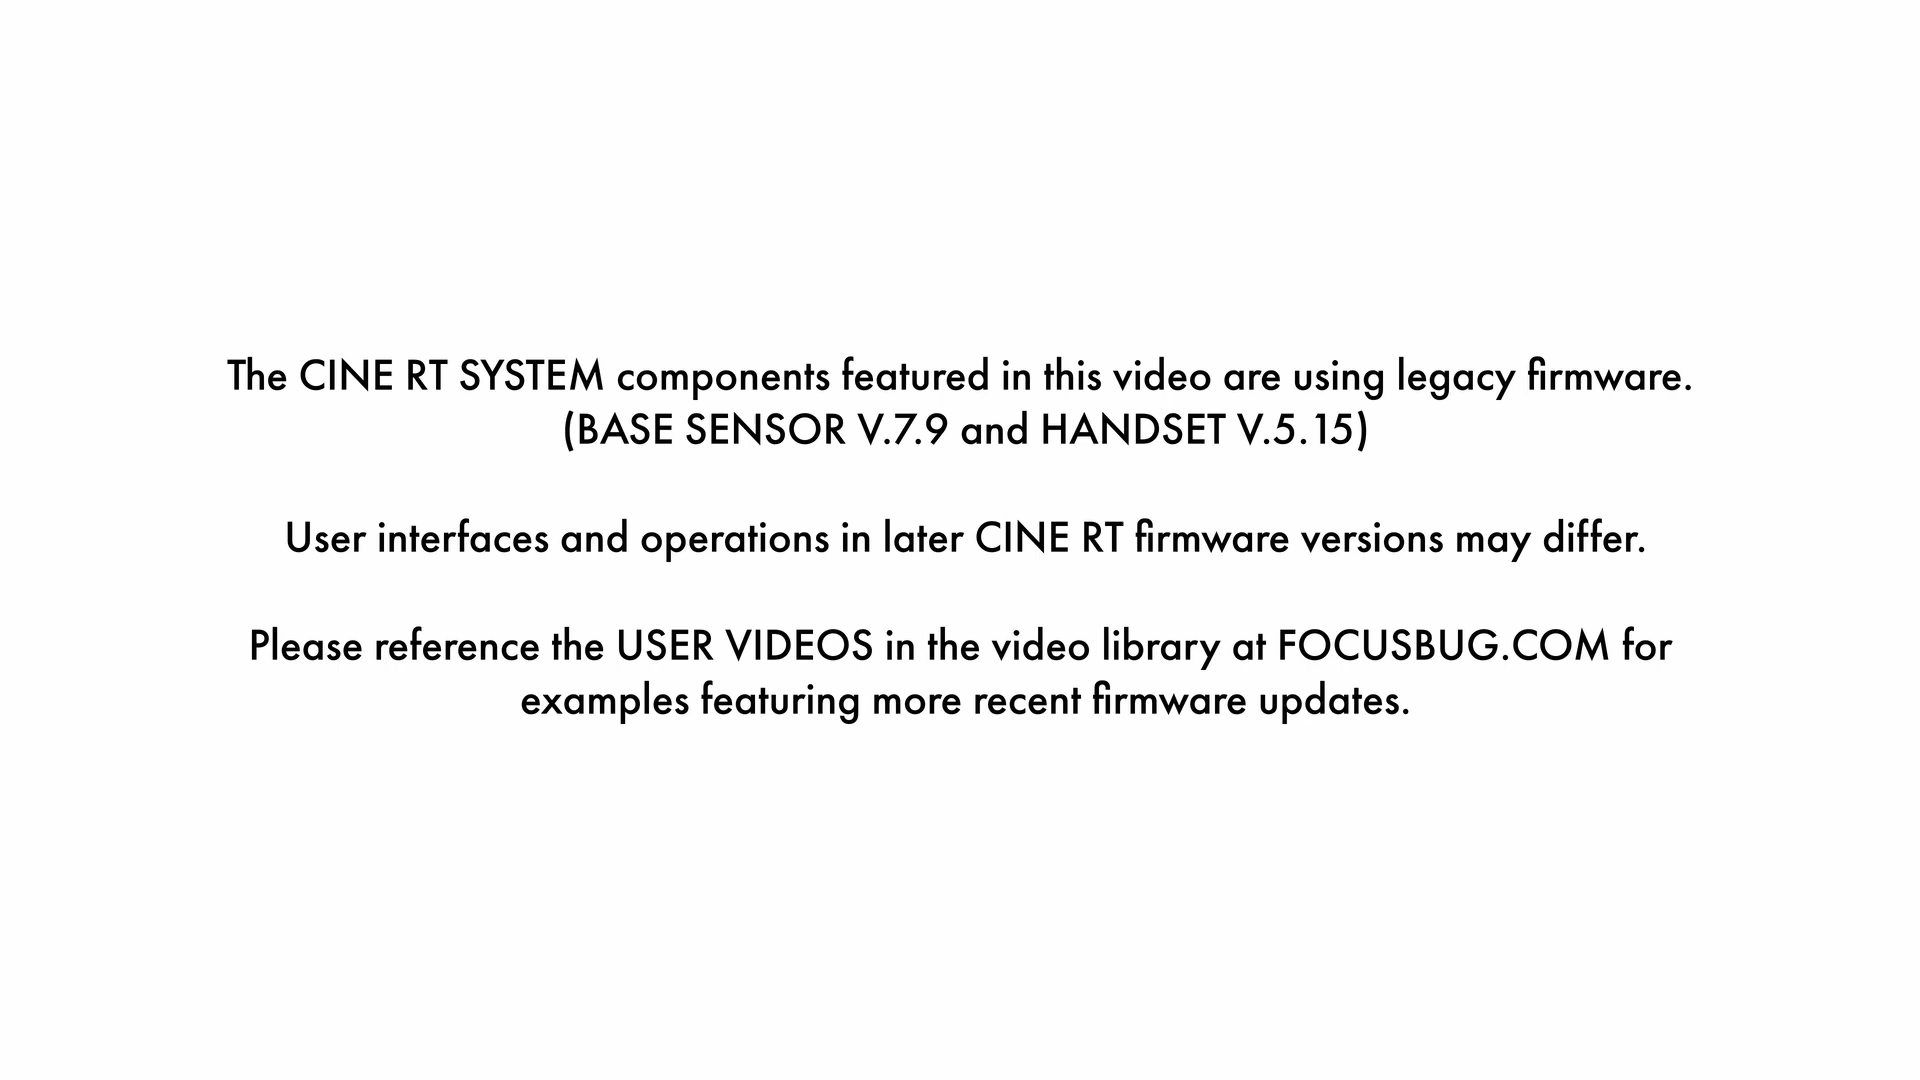 The CINE RT SYSTEM components featured in this video are using legacy firmware.
(BASE SENSOR V.7.9 and HANDSET V.5.15)
User interfaces and operations in later CINE RT firmware versions may differ.
Please reference the USER VIDEOS in the video library at FOCUSBUG.COM for
examples featuring more recent firmware updates.